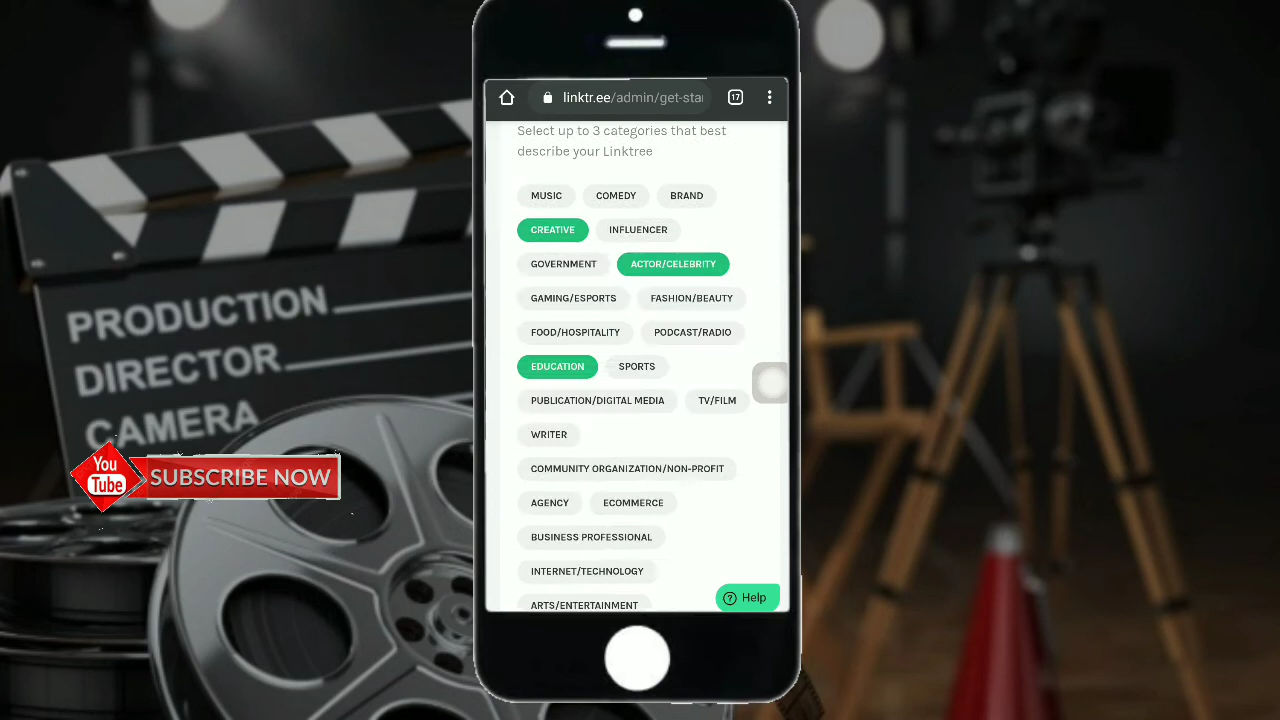 linktr.ee/admin/get-sta
17
Select up to 3 categories that best
describe your Linktree
MUSIC COMEDY BRAND
CREATIVE INFLUENCER
GOVERNMENT ACTOR/CELEBRITY
GAMING/ESPORTS FASHION/BEAUTY
FOOD/HOSPITALITY PODCAST/RADIO
EDUCATION SPORTS
PUBLICATION/DIGITAL MEDIA TV/FILM
WRITER
COMMUNITY ORGANIZATION/NON-PROFIT
AGENCY ECOMMERCE
BUSINESS PROFESSIONAL
INTERNET/TECHNOLOGY
ARTS/ENTERTAINMENT
? Help
PRODUCTION
DIRECTOR
CAMERA
You
Tube
SUBSCRIBE NOW